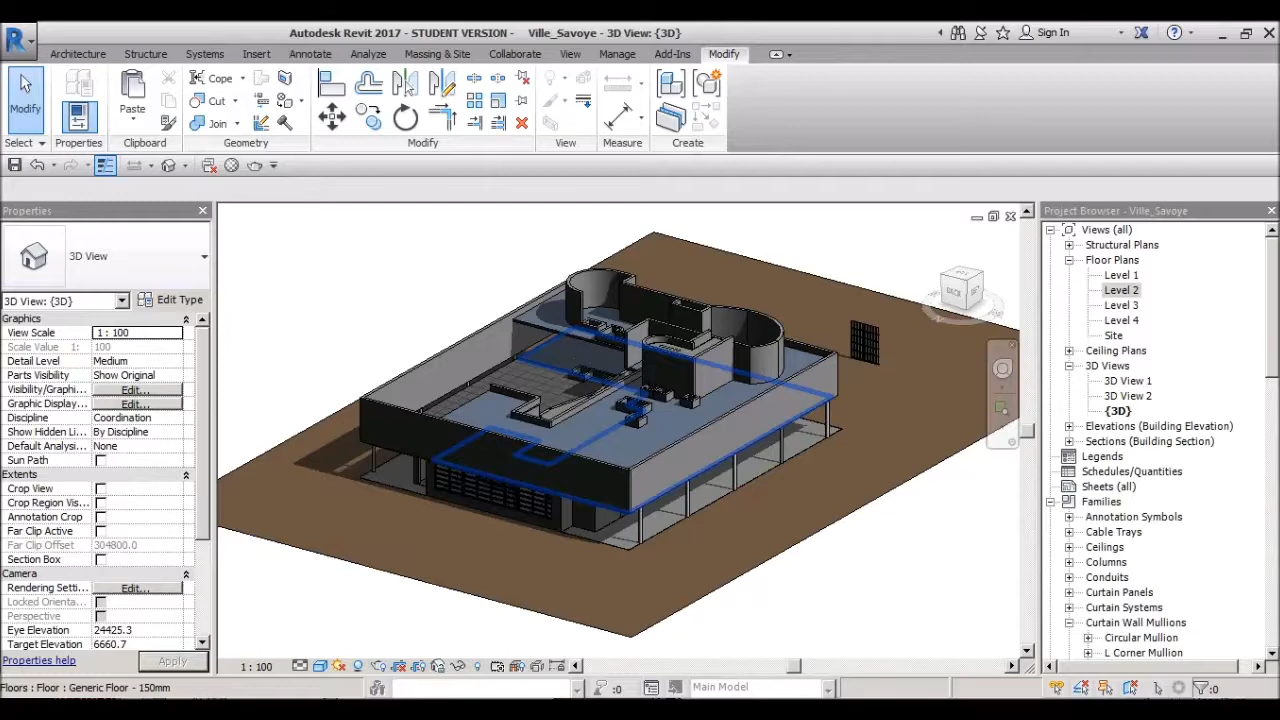 Autodesk Revit 2017 - STUDENT VERSION -    Ville_Savoye - 3D View: {3D}
Sign In
Architecture Structure Systems Insert Annotate Analyze Massing & Site Collaborate View Manage Add-Ins Modify
Modify
Paste
Cope
Cut
Join
Select Properties Clipboard Geometry Modify View Measure Create
Properties
3D View
3D View: {3D} Edit Type
Graphics
View Scale 1 : 100
Scale Value 1: 100
Detail Level Medium
Parts Visibility Show Original
Visibility/Graphi... Edit...
Graphic Display... Edit...
Discipline Coordination
Show Hidden Li... By Discipline
Default Analysi... None
Sun Path
Extents
Crop View
Crop Region Vis...
Annotation Crop
Far Clip Active
Far Clip Offset 304800.0
Section Box
Camera
Rendering Setti... Edit...
Locked Orienta...
Perspective
Eye Elevation 24425.3
Target Elevation 6660.7
Properties help Apply
BACK
1 : 100
Project Browser - Ville_Savoye
Views (all)
Structural Plans
Floor Plans
Level 1
Level 2
Level 3
Level 4
Site
Ceiling Plans
3D Views
3D View 1
3D View 2
{3D}
Elevations (Building Elevation)
Sections (Building Section)
Legends
Schedules/Quantities
Sheets (all)
Families
Annotation Symbols
Cable Trays
Ceilings
Columns
Conduits
Curtain Panels
Curtain Systems
Curtain Wall Mullions
Circular Mullion
L Corner Mullion
Floors : Floor : Generic Floor - 150mm
:0
Main Model
:0